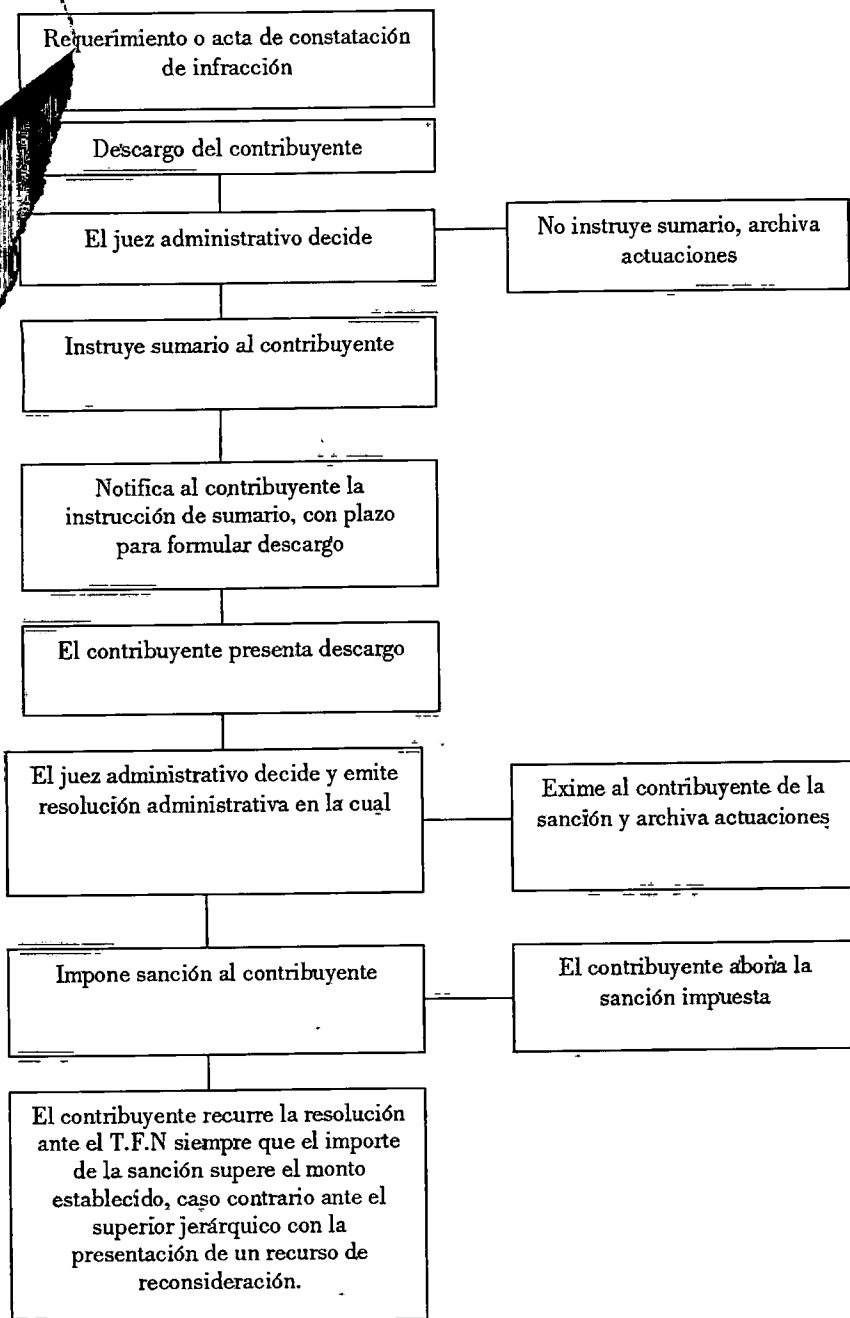 Requerimiento o acta de constatación
de infracción
Descargo del contribuyente
El juez administrativo decide
No instruye sumario, archiva
actuaciones
Instruye sumario al contribuyente
Notifica al contribuyente la
instrucción de sumario, con plazo
para formular descargo
El contribuyente presenta descargo
El juez administrativo decide y emite
resolución administrativa en la cual
Exime al contribuyente de la
sanción y archiva actuaciones
Impone sanción al contribuyente
El contribuyente abona la
sanción impuesta
El contribuyente recurre la resolución
ante el T.F.N siempre que el importe
de la sanción supere el monto
establecido, caso contrario ante el
superior jerárquico con la
presentación de un recurso de
reconsideración.